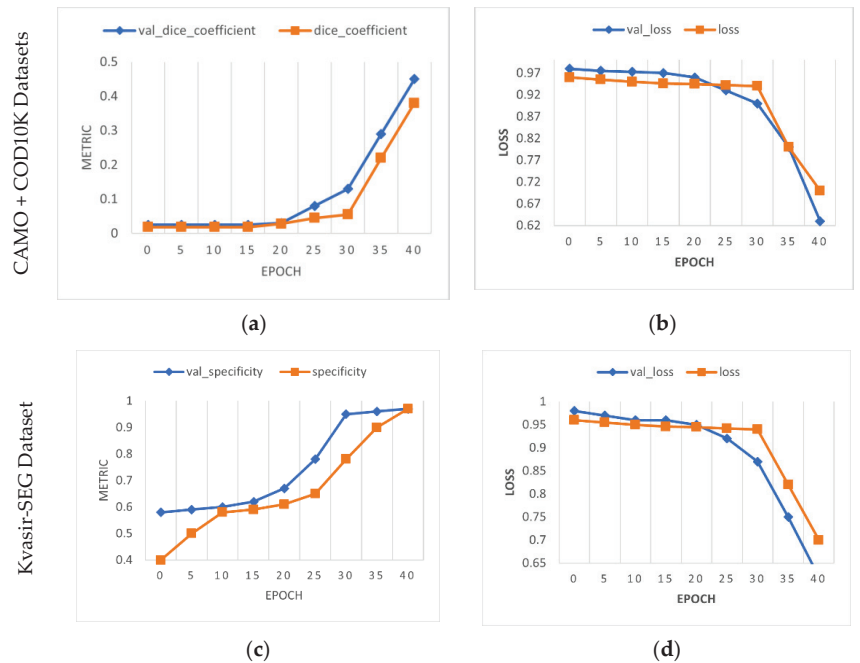 CAMO + COD10K Datasets
val_dice_coefficient dice_coefficient
0.5
0.4
0.3
0.2
0.1
0
METRIC
0 5 10 15 20 25 30 35 40
EPOCH
(a)
val_loss loss
0.97
0.92
0.87
0.82
0.77
0.72
0.67
0.62
LOSS
0 5 10 15 20 25 30 35 40
EPOCH
(b)
Kvasir-SEG Dataset
val_specificity specificity
1
0.9
0.8
0.7
0.6
0.5
0.4
METRIC
0 5 10 15 20 25 30 35 40
EPOCH
(c)
val_loss loss
1
0.95
0.9
0.85
0.8
0.75
0.7
0.65
LOSS
0 5 10 15 20 25 30 35 40
EPOCH
(d)